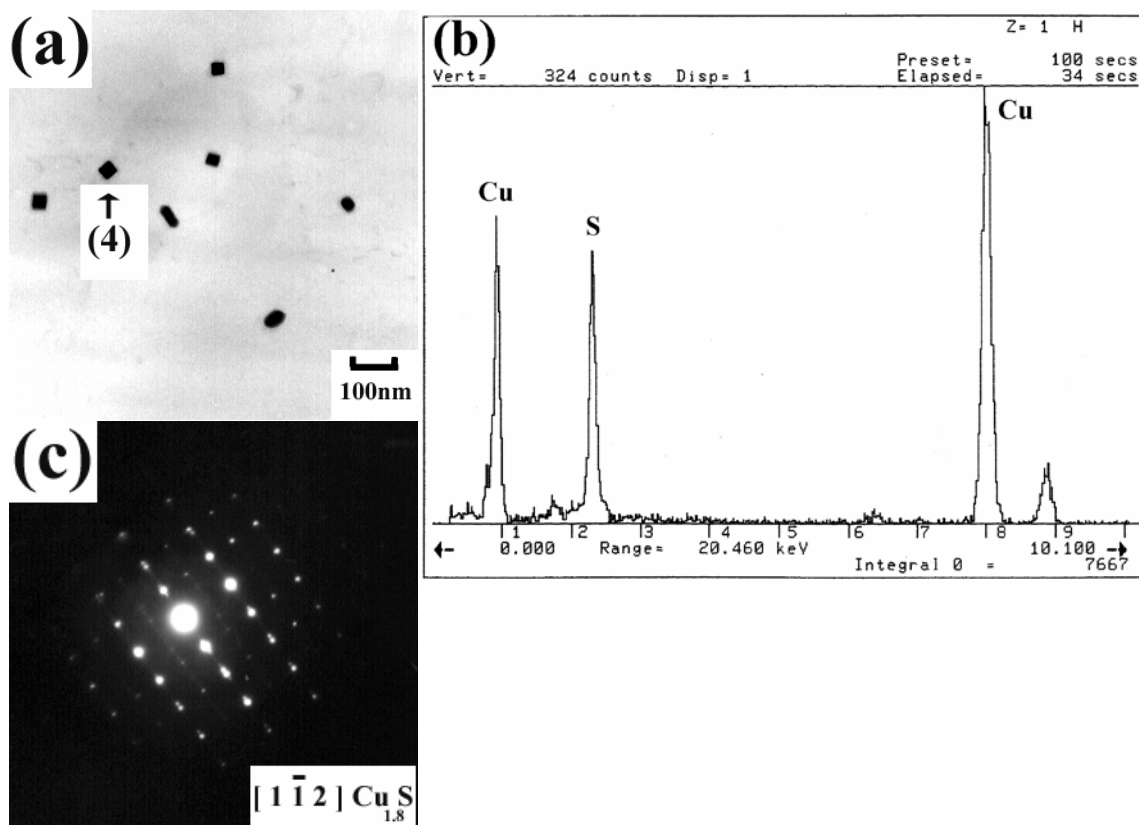 (a)
(4)
100nm
(b)
Z= 1 H
Preset= 100 secs
Vert= 324 counts Disp= 1 Elapsed= 34 secs
Cu
Cu
S
1 2 3 4 5 6 7 8 9
← 0.000 Range= 20.460 keV 10.100 →
Integral 0 = 7667
(c)
[ 1 1̅ 2 ] Cu1.8S